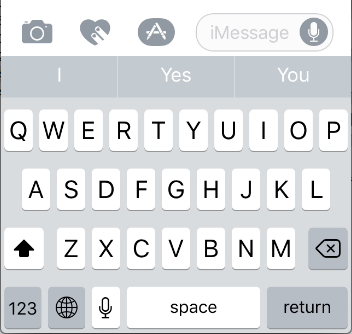 iMessage
I Yes You
Q W E R T Y U I O P
A S D F G H J K L
Z X C V B N M
123 space return